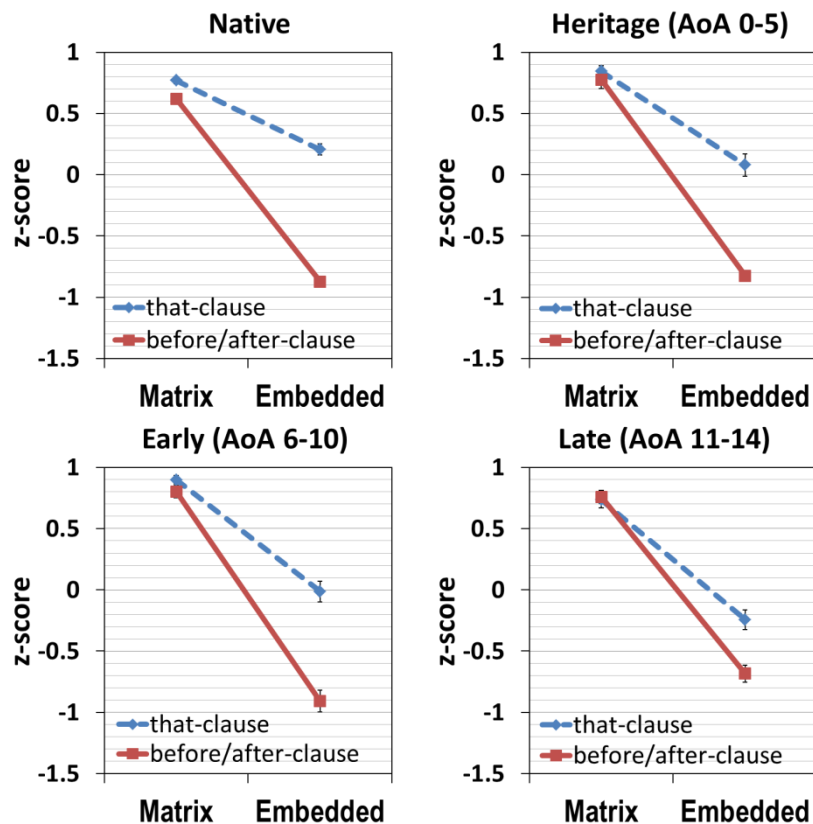 Native
1
0.5
0
-0.5
-1
-1.5
z-score
that-clause
before/after-clause
Matrix Embedded
Heritage (AoA 0-5)
1
0.5
0
-0.5
-1
-1.5
z-score
that-clause
before/after-clause
Matrix Embedded
Early (AoA 6-10)
1
0.5
0
-0.5
-1
-1.5
z-score
that-clause
before/after-clause
Matrix Embedded
Late (AoA 11-14)
1
0.5
0
-0.5
-1
-1.5
z-score
that-clause
before/after-clause
Matrix Embedded